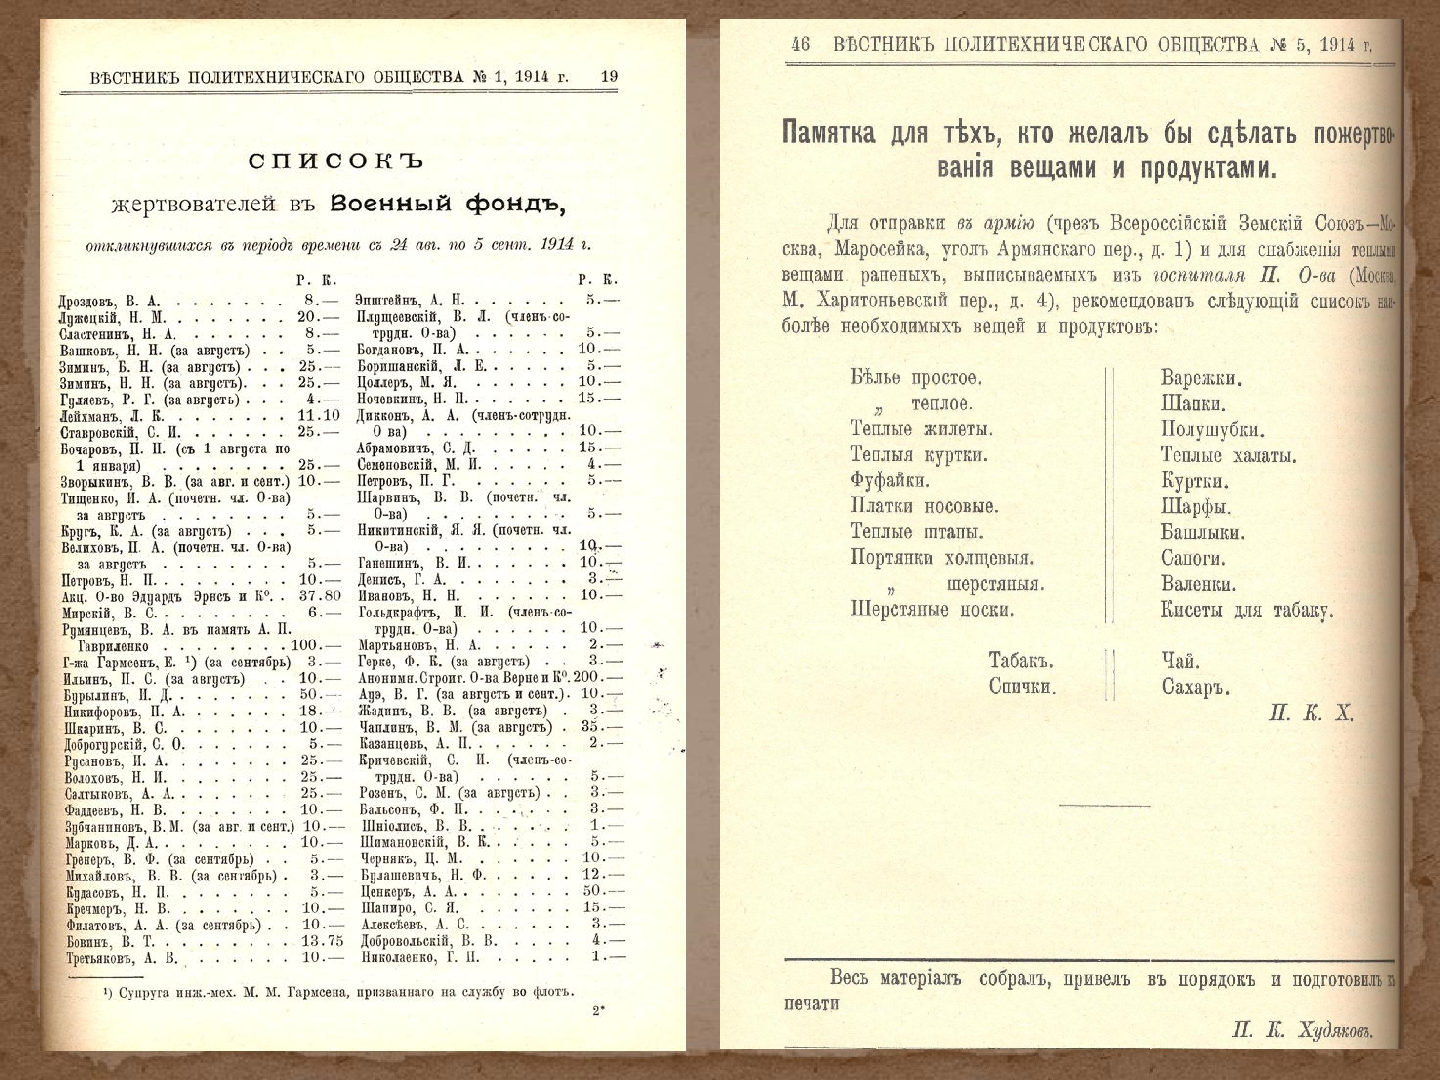 ВѢСТНИКЪ ПОЛИТЕХНИЧЕСКАГО ОБЩЕСТВА № 1, 1914 г. 19
СПИСОКЪ
жертвователей въ Военный фондъ,
откликнувшихся въ періодъ времени съ 24 авг. по 5 сент. 1914 г.
Р. К.
Дроздовъ, В. А. . . . . . . . 8.—
Лужецкій, Н. М. . . . . . . . 20.—
Сластенинъ, Н. А. . . . . . . 8.—
Вашковъ, Н. Н. (за августъ) . . 5.—
Зиминъ, Б. Н. (за августъ) . . . 25.—
Зиминъ, Н. Н. (за августъ). . . 25.—
Гуляевъ, Р. Г. (за августъ) . . . 4.—
Лейхманъ, Л. К. . . . . . . . 11.10
Ставровскій, С. И. . . . . . . 25.—
Бочаровъ, П. П. (съ 1 августа по
1 января) . . . . . . . . 25.—
Зворыкинъ, В. В. (за авг. и сент.) 10.—
Тищенко, И. А. (почетн. чл. О-ва)
за августъ . . . . . . . . 5.—
Кругъ, К. А. (за августъ) . . . 5.—
Велиховъ, П. А. (почетн. чл. О-ва)
за августъ . . . . . . . . 5.—
Петровъ, Н. П. . . . . . . . . 10.—
Акц. О-во Эдуардъ Эрнсъ и Кº. . 37.80
Мирскій, В. С. . . . . . . . . 6.—
Румянцевъ, В. А. въ память А. П.
Гавриленко . . . . . . . . 100.—
Г-жа Гармсенъ, Е. ¹) (за сентябрь) 3.—
Ильинъ, П. С. (за августъ) . . 10.—
Бурылинъ, И. Д. . . . . . . . 50.—
Никифоровъ, П. А. . . . . . . 18.
Шкаринъ, В. С. . . . . . . . 10.—
Доброгурскій, С. О. . . . . . . 5.—
Русановъ, И. А. . . . . . . . 25.—
Волоховъ, Н. И. . . . . . . . 25.—
Салтыковъ, А. А. . . . . . . . 25.—
Фаддеевъ, Н. В. . . . . . . . 10.—
Зубчаниновъ, В. М. (за авг. и сент.) 10.—
Марковъ, Д. А. . . . . . . . . 10.—
Гренеръ, В. Ф. (за сентябрь) . . 5.—
Михайловъ, В. В. (за сентябрь) . 3.—
Кудасовъ, Н. П. . . . . . . . 5.—
Кречмеръ, Н. В. . . . . . . . 10.—
Филатовъ, А. А. (за сентябрь) . . 10.—
Бовинъ, В. Т. . . . . . . . . 13.75
Третьяковъ, А. В. . . . . . . 10.—
Р. К.
Эпштейнъ, А. Н. . . . . . . 5.—
Плущеевскій, В. Л. (членъ-со-
трудн. О-ва) . . . . . . 5.—
Богдановъ, П. А. . . . . . . 10.—
Боришанскій, Л. Е. . . . . . 5.—
Цоллеръ, М. Я. . . . . . . 10.—
Ночевкинъ, Н. П. . . . . . . 15.—
Диксонъ, А. А. (членъ-сотрудн.
О ва) . . . . . . . . . 10.—
Абрамовичъ, С. Д. . . . . . 15.—
Семеновскій, М. И. . . . . . 4.—
Петровъ, П. Г. . . . . . . 5.—
Шарвинъ, В. В. (почетн. чл.
О-ва) . . . . . . . . . 5.—
Никитинскій, Я. Я. (почетн. чл.
О-ва) . . . . . . . . . 10.—
Ганешинъ, В. И. . . . . . . 10.—
Денисъ, Г. А. . . . . . . . 3.—
Ивановъ, Н. Н. . . . . . . 10.—
Гольдкрафтъ, И. И. (членъ-со-
трудн. О-ва) . . . . . . 10.—
Мартьяновъ, Н. А. . . . . . 2.—
Герке, Ф. К. (за августъ) . . 3.—
Анонимн. Строит. О-ва Верне и Кº. 200.—
Ауэ, В. Г. (за августъ и сент.). 10.—
Жадинъ, В. В. (за августъ) . 3.—
Чаплинъ, В. М. (за августъ) . 35.—
Казанцевъ, А. П. . . . . . . 2.—
Кричевскій, С. И. (членъ-со-
трудн. О-ва) . . . . . . 5.—
Розенъ, С. М. (за августъ) . . 3.—
Вальсонъ, Ф. П. . . . . . . 3.—
Шніолисъ, В. В. . . . . . . 1.—
Шимановскій, В. К. . . . . . 5.—
Чернякъ, Ц. М. . . . . . . 10.—
Булашевичъ, Н. Ф. . . . . . 12.—
Ценкеръ, А. А. . . . . . . . 50.—
Шапиро, С. Я. . . . . . . 15.—
Алексѣевъ, А. С. . . . . . . 3.—
Добровольскій, В. В. . . . . 4.—
Николаенко, Г. П. . . . . . 1.—
¹) Супруга инж.-мех. М. М. Гармсена, призваннаго на службу во флотъ.
2*
46 ВѢСТНИКЪ ПОЛИТЕХНИЧЕСКАГО ОБЩЕСТВА № 5, 1914 г.
Памятка для тѣхъ, кто желалъ бы сдѣлать пожертво-
ванія вещами и продуктами.
Для отправки въ армію (чрезъ Всероссійскій Земскій Союзъ—Мо-
сква, Маросейка, уголъ Армянскаго пер., д. 1) и для снабженія теплыми
вещами раненыхъ, выписываемыхъ изъ госпиталя П. О-ва (Москва,
М. Харитоньевскій пер., д. 4), рекомендованъ слѣдующій списокъ наи-
болѣе необходимыхъ вещей и продуктовъ:
Бѣлье простое.
„ теплое.
Теплые жилеты.
Теплыя куртки.
Фуфайки.
Платки носовые.
Теплые штаны.
Портянки холщевыя.
„ шерстяныя.
Шерстяные носки.
Варежки.
Шапки.
Полушубки.
Теплые халаты.
Куртки.
Шарфы.
Башлыки.
Сапоги.
Валенки.
Кисеты для табаку.
Табакъ.
Спички.
Чай.
Сахаръ.
П. К. Х.
Весь матеріалъ собралъ, привелъ въ порядокъ и подготовилъ къ
печати
П. К. Худяковъ.